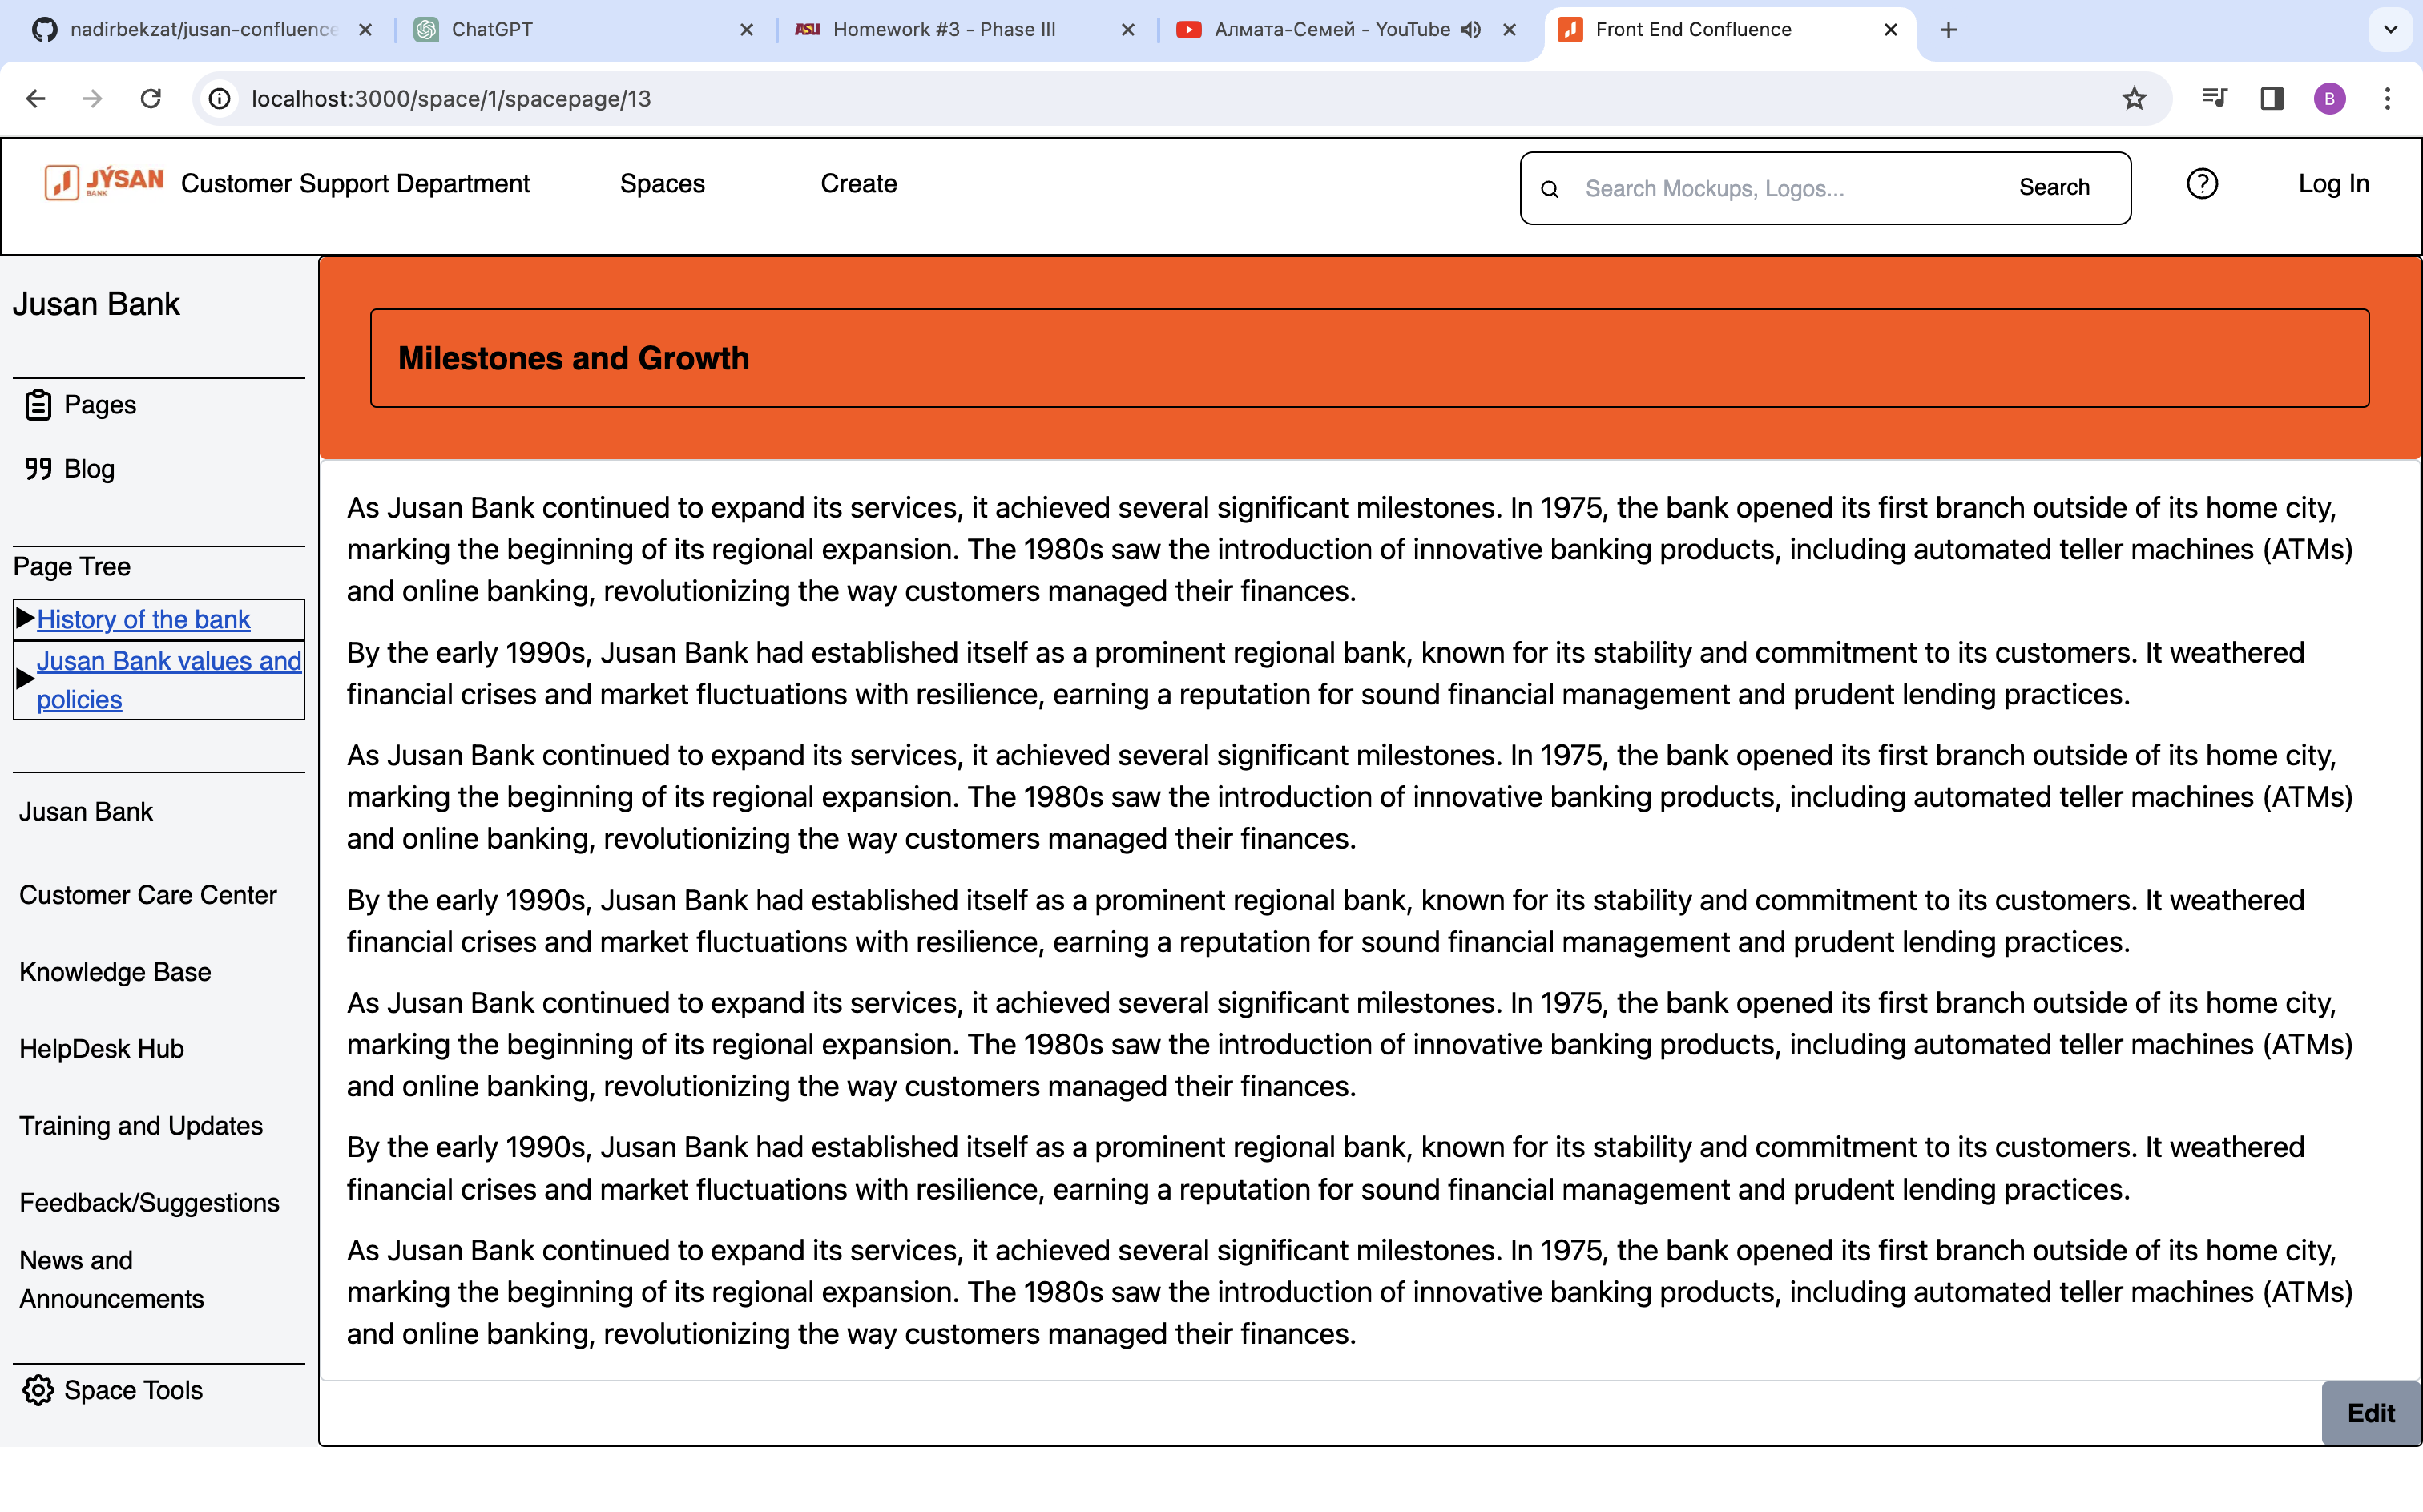 nadirbekzat/jusan-confluence
ChatGPT
ASU Homework #3 - Phase III
Алмата-Семей - YouTube
Front End Confluence
localhost:3000/space/1/spacepage/13
B
JÝSAN
BANK
Customer Support Department
Spaces
Create
Search Mockups, Logos...
Search
Log In
Jusan Bank
Pages
Blog
Page Tree
History of the bank
Jusan Bank values and
policies
Jusan Bank
Customer Care Center
Knowledge Base
HelpDesk Hub
Training and Updates
Feedback/Suggestions
News and
Announcements
Space Tools
Milestones and Growth
As Jusan Bank continued to expand its services, it achieved several significant milestones. In 1975, the bank opened its first branch outside of its home city,
marking the beginning of its regional expansion. The 1980s saw the introduction of innovative banking products, including automated teller machines (ATMs)
and online banking, revolutionizing the way customers managed their finances.
By the early 1990s, Jusan Bank had established itself as a prominent regional bank, known for its stability and commitment to its customers. It weathered
financial crises and market fluctuations with resilience, earning a reputation for sound financial management and prudent lending practices.
As Jusan Bank continued to expand its services, it achieved several significant milestones. In 1975, the bank opened its first branch outside of its home city,
marking the beginning of its regional expansion. The 1980s saw the introduction of innovative banking products, including automated teller machines (ATMs)
and online banking, revolutionizing the way customers managed their finances.
By the early 1990s, Jusan Bank had established itself as a prominent regional bank, known for its stability and commitment to its customers. It weathered
financial crises and market fluctuations with resilience, earning a reputation for sound financial management and prudent lending practices.
As Jusan Bank continued to expand its services, it achieved several significant milestones. In 1975, the bank opened its first branch outside of its home city,
marking the beginning of its regional expansion. The 1980s saw the introduction of innovative banking products, including automated teller machines (ATMs)
and online banking, revolutionizing the way customers managed their finances.
By the early 1990s, Jusan Bank had established itself as a prominent regional bank, known for its stability and commitment to its customers. It weathered
financial crises and market fluctuations with resilience, earning a reputation for sound financial management and prudent lending practices.
As Jusan Bank continued to expand its services, it achieved several significant milestones. In 1975, the bank opened its first branch outside of its home city,
marking the beginning of its regional expansion. The 1980s saw the introduction of innovative banking products, including automated teller machines (ATMs)
and online banking, revolutionizing the way customers managed their finances.
Edit